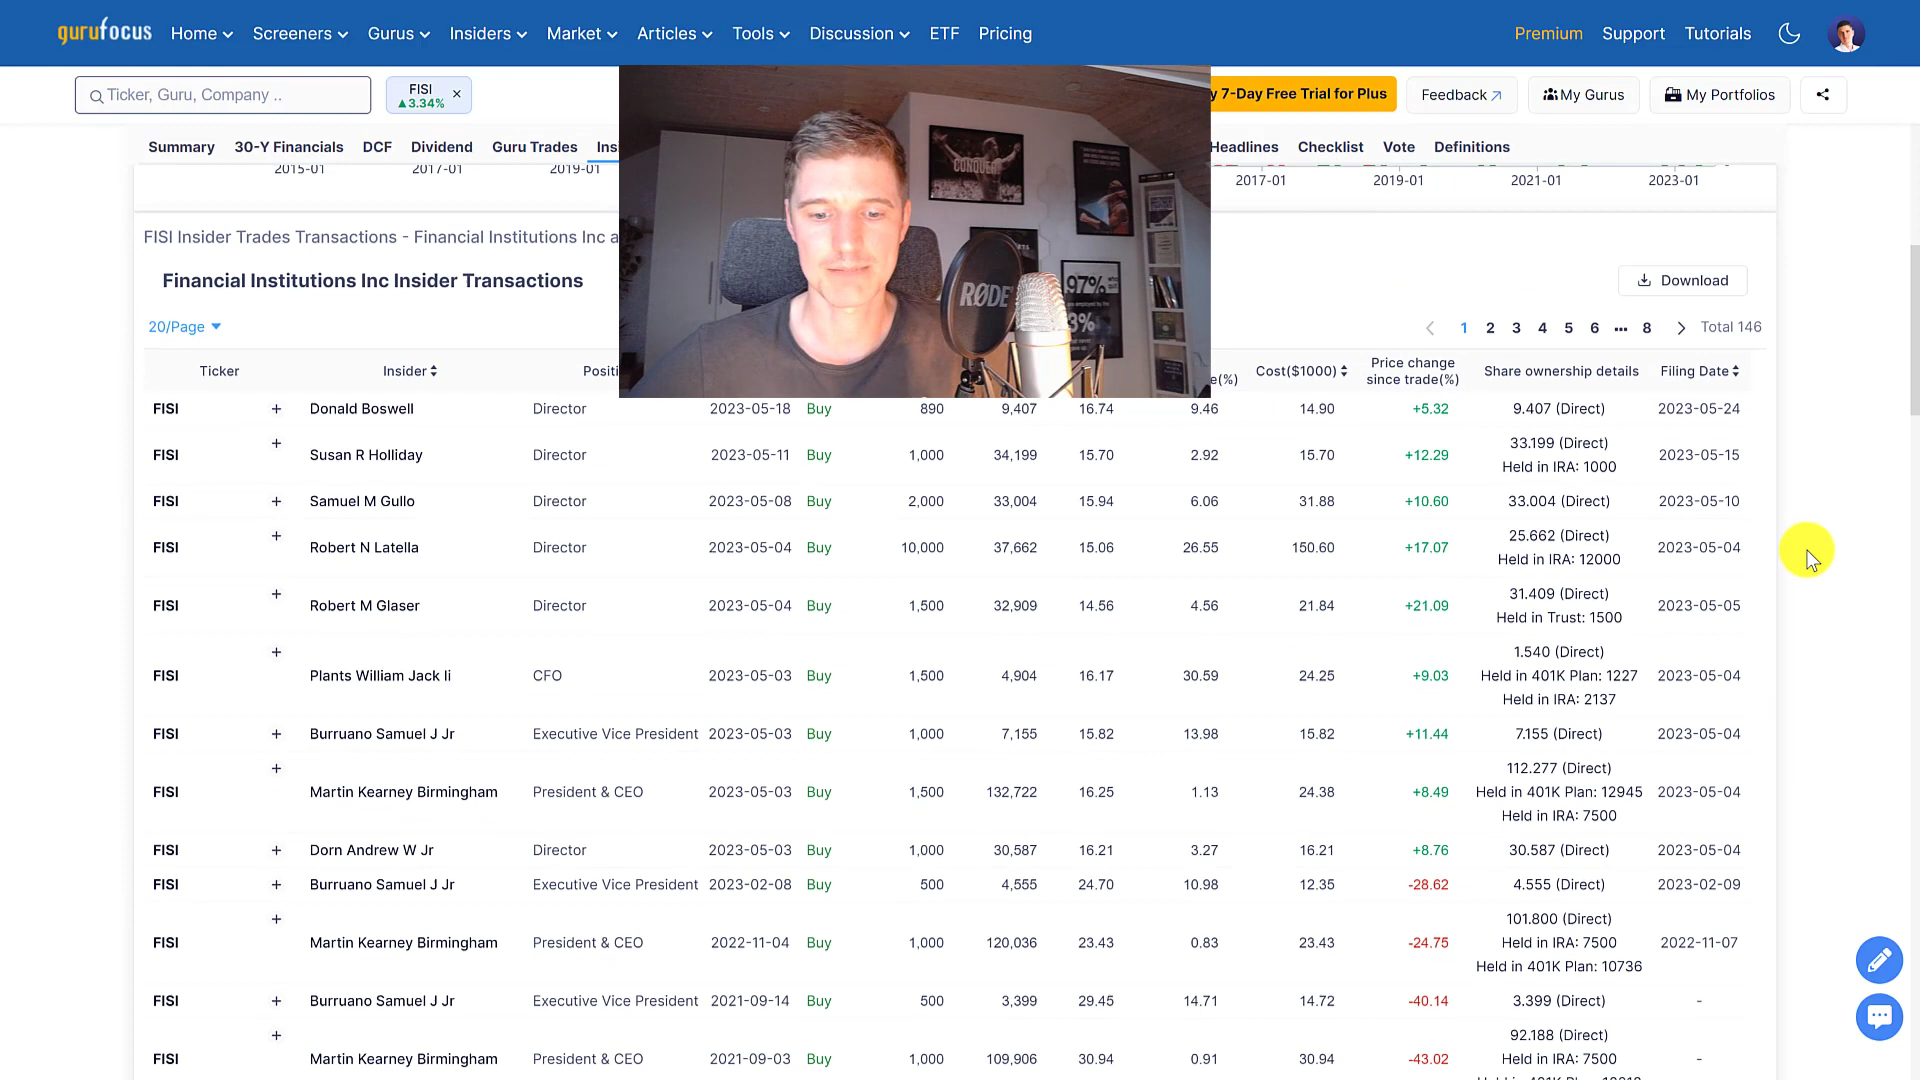 gurufocus Home Screeners Gurus Insiders Market Articles Tools Discussion ETF Pricing Premium Support Tutorials
Ticker, Guru, Company ..
FISI
▲3.34%
×
y 7-Day Free Trial for Plus
Feedback
My Gurus
My Portfolios
Summary 30-Y Financials DCF Dividend Guru Trades Ins Headlines Checklist Vote Definitions
2015-01 2017-01 2019-01 2017-01 2019-01 2021-01 2023-01
CONQUER
RØDE
97%
3%
FISI Insider Trades Transactions - Financial Institutions Inc a
Financial Institutions Inc Insider Transactions
Download
20/Page
1 2 3 4 5 6 ... 8 Total 146
Ticker Insider Positi e(%) Cost($1000) Price change since trade(%) Share ownership details Filing Date
FISI + Donald Boswell Director 2023-05-18 Buy 890 9,407 16.74 9.46 14.90 +5.32 9.407 (Direct) 2023-05-24
FISI + Susan R Holliday Director 2023-05-11 Buy 1,000 34,199 15.70 2.92 15.70 +12.29 33.199 (Direct) Held in IRA: 1000 2023-05-15
FISI + Samuel M Gullo Director 2023-05-08 Buy 2,000 33,004 15.94 6.06 31.88 +10.60 33.004 (Direct) 2023-05-10
FISI + Robert N Latella Director 2023-05-04 Buy 10,000 37,662 15.06 26.55 150.60 +17.07 25.662 (Direct) Held in IRA: 12000 2023-05-04
FISI + Robert M Glaser Director 2023-05-04 Buy 1,500 32,909 14.56 4.56 21.84 +21.09 31.409 (Direct) Held in Trust: 1500 2023-05-05
FISI + Plants William Jack Ii CFO 2023-05-03 Buy 1,500 4,904 16.17 30.59 24.25 +9.03 1.540 (Direct) Held in 401K Plan: 1227 Held in IRA: 2137 2023-05-04
FISI + Burruano Samuel J Jr Executive Vice President 2023-05-03 Buy 1,000 7,155 15.82 13.98 15.82 +11.44 7.155 (Direct) 2023-05-04
FISI + Martin Kearney Birmingham President & CEO 2023-05-03 Buy 1,500 132,722 16.25 1.13 24.38 +8.49 112.277 (Direct) Held in 401K Plan: 12945 Held in IRA: 7500 2023-05-04
FISI + Dorn Andrew W Jr Director 2023-05-03 Buy 1,000 30,587 16.21 3.27 16.21 +8.76 30.587 (Direct) 2023-05-04
FISI + Burruano Samuel J Jr Executive Vice President 2023-02-08 Buy 500 4,555 24.70 10.98 12.35 -28.62 4.555 (Direct) 2023-02-09
FISI + Martin Kearney Birmingham President & CEO 2022-11-04 Buy 1,000 120,036 23.43 0.83 23.43 -24.75 101.800 (Direct) Held in IRA: 7500 Held in 401K Plan: 10736 2022-11-07
FISI + Burruano Samuel J Jr Executive Vice President 2021-09-14 Buy 500 3,399 29.45 14.71 14.72 -40.14 3.399 (Direct) -
FISI + Martin Kearney Birmingham President & CEO 2021-09-03 Buy 1,000 109,906 30.94 0.91 30.94 -43.02 92.188 (Direct) Held in IRA: 7500 -